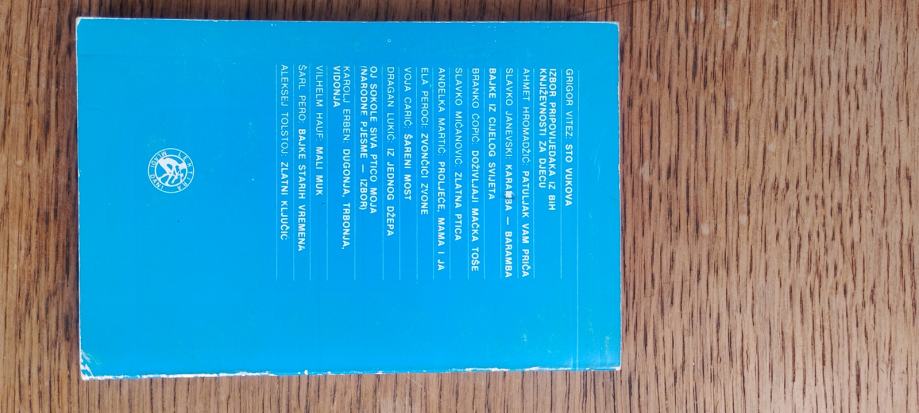 GRIGOR VITEZ: STO VUKOVA
IZBOR PRIPOVIJEDAKA IZ BIH
KNJIŽEVNOSTI ZA DJECU
AHMET HROMADŽIĆ: PATULJAK VAM PRIČA
SLAVKO JANEVSKI: KARAMBA — BARAMBA
BAJKE IZ CIJELOG SVIJETA
BRANKO ĆOPIĆ: DOŽIVLJAJI MAČKA TOŠE
SLAVKO MIĆANOVIĆ: ZLATNA PTICA
ANĐELKA MARTIĆ: PROLJEĆE, MAMA I JA
ELA PEROCI: ZVONČIĆI ZVONE
VOJA CARIĆ: ŠARENI MOST
DRAGAN LUKIĆ: IZ JEDNOG DŽEPA
OJ SOKOLE SIVA PTICO MOJA
(NARODNE PJESME — IZBOR)
KAROLJ ERBEN: DUGONJA, TRBONJA,
VIDONJA
VILHELM HAUF: MALI MUK
ŠARL PERO: BAJKE STARIH VREMENA
ALEKSEJ TOLSTOJ: ZLATNI KLJUČIĆ